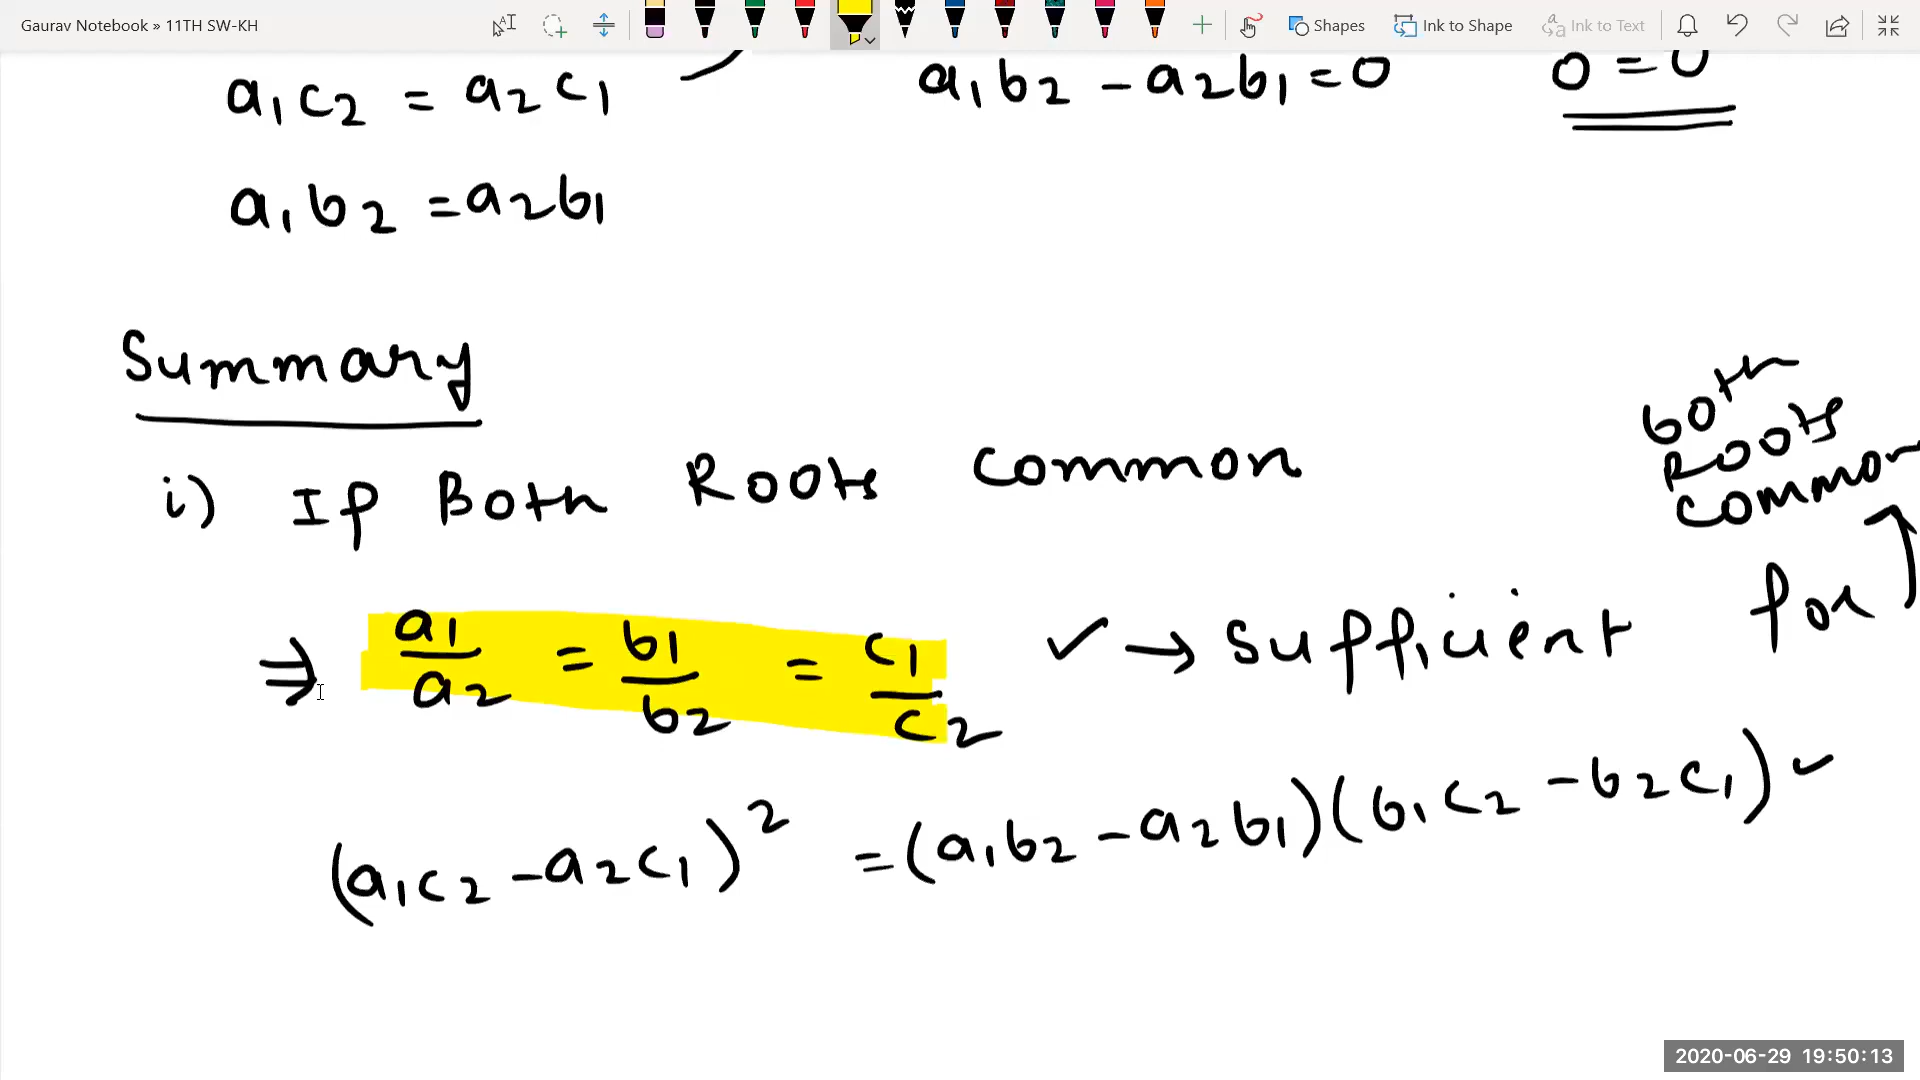 Gaurav Notebook » 11TH SW-KH
Shapes
Ink to Shape
Ink to Text
a₁c₂ = a₂c₁
a₁b₂ - a₂b₁ = 0
0 = 0
a₁b₂ = a₂b₁
Summary
i) If Both Roots common
both
Roots
common
⇒ a₁/a₂ = b₁/b₂ = c₁/c₂ ✓ → Sufficient for
(a₁c₂ - a₂c₁)² = (a₁b₂ - a₂b₁)(b₁c₂ - b₂c₁) ✓
2020-06-29 19:50:13